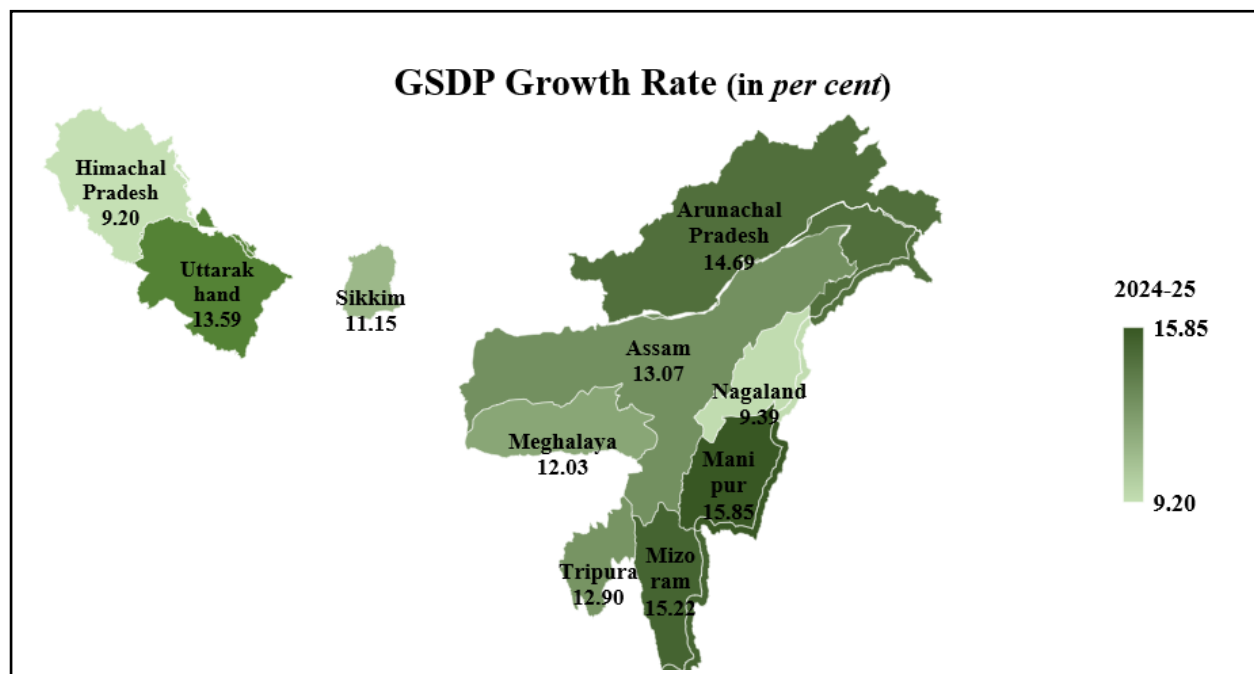 GSDP Growth Rate (in per cent)
Himachal
Pradesh
9.20
Uttarak
hand
13.59
Sikkim
11.15
Arunachal
Pradesh
14.69
Assam
13.07
Nagaland
9.39
Meghalaya
12.03
Mani
pur
15.85
Tripura
12.90
Mizo
ram
15.22
2024-25
15.85
9.20